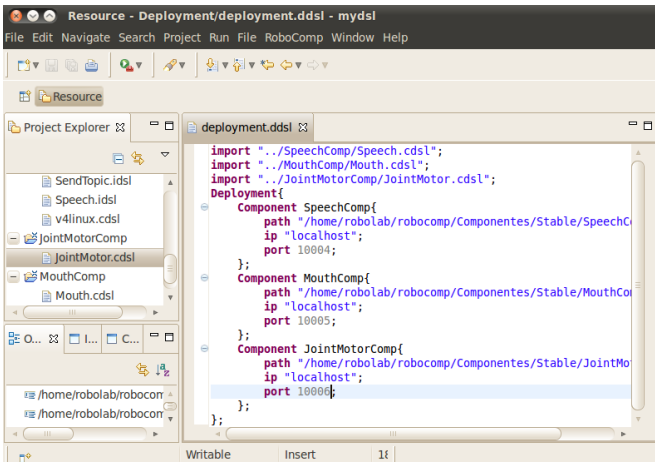 Resource - Deployment/deployment.ddsl - mydsl
File Edit Navigate Search Project Run File RoboComp Window Help
Resource
Project Explorer
SendTopic.idsl
Speech.idsl
v4linux.cdsl
JointMotorComp
JointMotor.cdsl
MouthComp
Mouth.cdsl
O... I... C...
/home/robolab/robocom
/home/robolab/robocom
deployment.ddsl
import "../SpeechComp/Speech.cdsl";
import "../MouthComp/Mouth.cdsl";
import "../JointMotorComp/JointMotor.cdsl";
Deployment{
Component SpeechComp{
path "/home/robolab/robocomp/Componentes/Stable/SpeechC
ip "localhost";
port 10004;
};
Component MouthComp{
path "/home/robolab/robocomp/Componentes/Stable/MouthCo
ip "localhost";
port 10005;
};
Component JointMotorComp{
path "/home/robolab/robocomp/Componentes/Stable/JointMo
ip "localhost";
port 10006;
};
};
Writable Insert 18